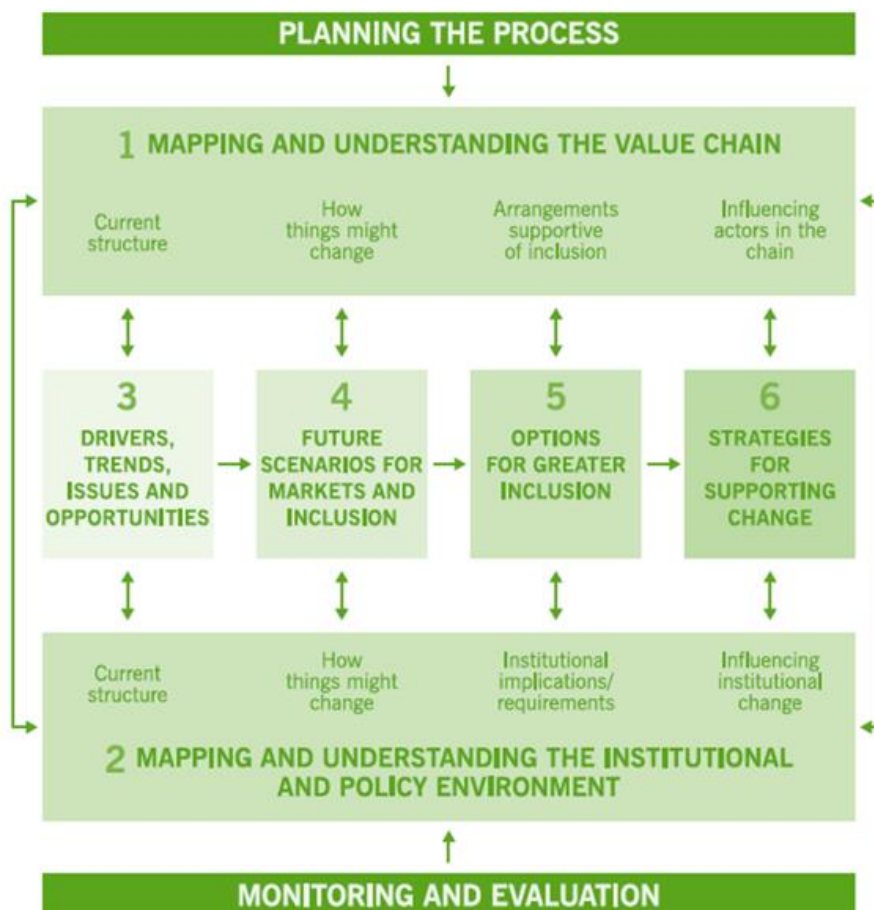 PLANNING THE PROCESS
1 MAPPING AND UNDERSTANDING THE VALUE CHAIN
Current
structure
How
things might
change
Arrangements
supportive
of inclusion
Influencing
actors in the
chain
3
DRIVERS,
TRENDS,
ISSUES AND
OPPORTUNITIES
4
FUTURE
SCENARIOS FOR
MARKETS AND
INCLUSION
5
OPTIONS
FOR GREATER
INCLUSION
6
STRATEGIES
FOR
SUPPORTING
CHANGE
Current
structure
How
things might
change
Institutional
implications/
requirements
Influencing
institutional
change
2 MAPPING AND UNDERSTANDING THE INSTITUTIONAL
AND POLICY ENVIRONMENT
MONITORING AND EVALUATION